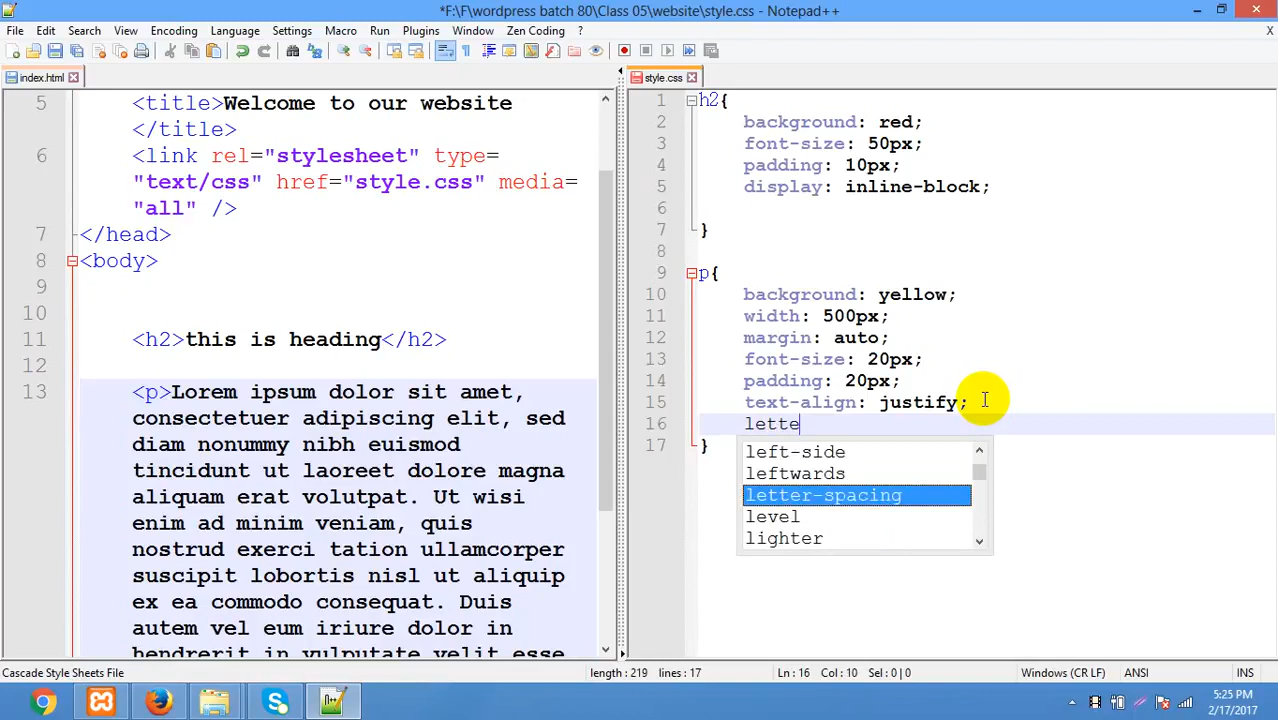 *F:\F\wordpress batch 80\Class 05\website\style.css - Notepad++
File Edit Search View Encoding Language Settings Macro Run Plugins Window Zen Coding ? X
index.html
5 <title>Welcome to our website
</title>
6 <link rel="stylesheet" type=
"text/css" href="style.css" media=
"all" />
7 </head>
8 <body>
9
10
11 <h2>this is heading</h2>
12
13 <p>Lorem ipsum dolor sit amet,
consectetuer adipiscing elit, sed
diam nonummy nibh euismod
tincidunt ut laoreet dolore magna
aliquam erat volutpat. Ut wisi
enim ad minim veniam, quis
nostrud exerci tation ullamcorper
suscipit lobortis nisl ut aliquip
ex ea commodo consequat. Duis
autem vel eum iriure dolor in
hendrerit in vulputate velit esse
style.css
1 h2{
2 background: red;
3 font-size: 50px;
4 padding: 10px;
5 display: inline-block;
6
7 }
8
9 p{
10 background: yellow;
11 width: 500px;
12 margin: auto;
13 font-size: 20px;
14 padding: 20px;
15 text-align: justify;
16 lette
17 }
left-side
leftwards
letter-spacing
level
lighter
Cascade Style Sheets File length : 219 lines : 17 Ln : 16 Col : 10 Sel : 0 | 0 Windows (CR LF) ANSI INS
5:25 PM
2/17/2017